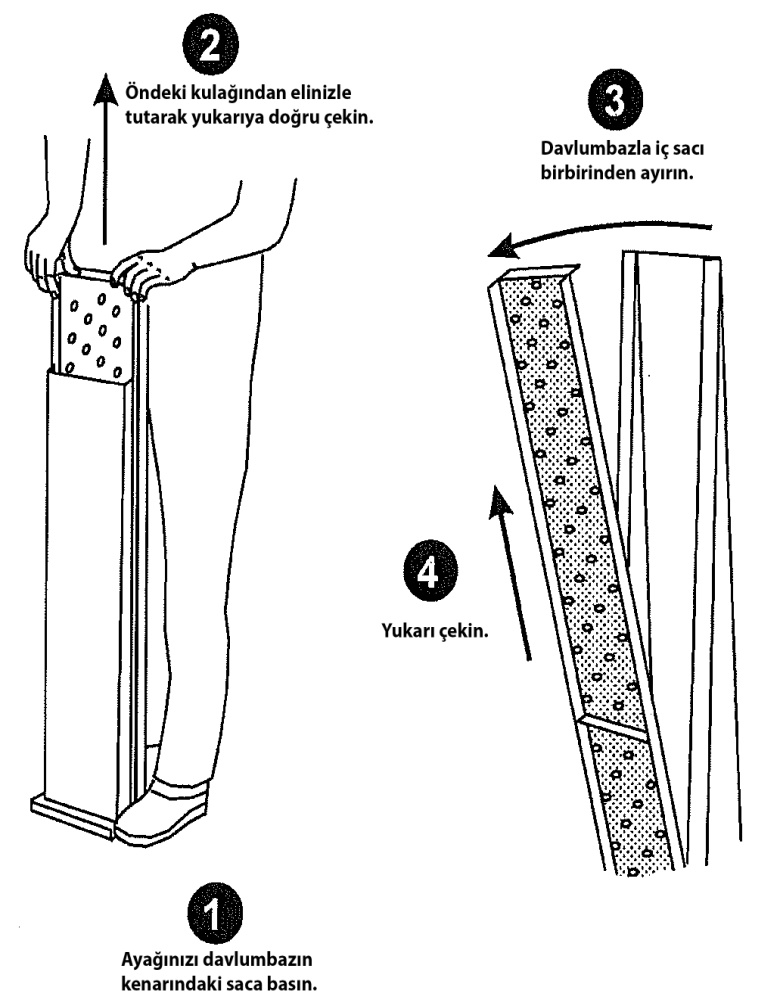 2
Öndeki kulağından elinizle
tutarak yukarıya doğru çekin.
3
Davlumbazla iç sacı
birbirinden ayırın.
4
Yukarı çekin.
1
Ayağınızı davlumbazın
kenarındaki saca basın.